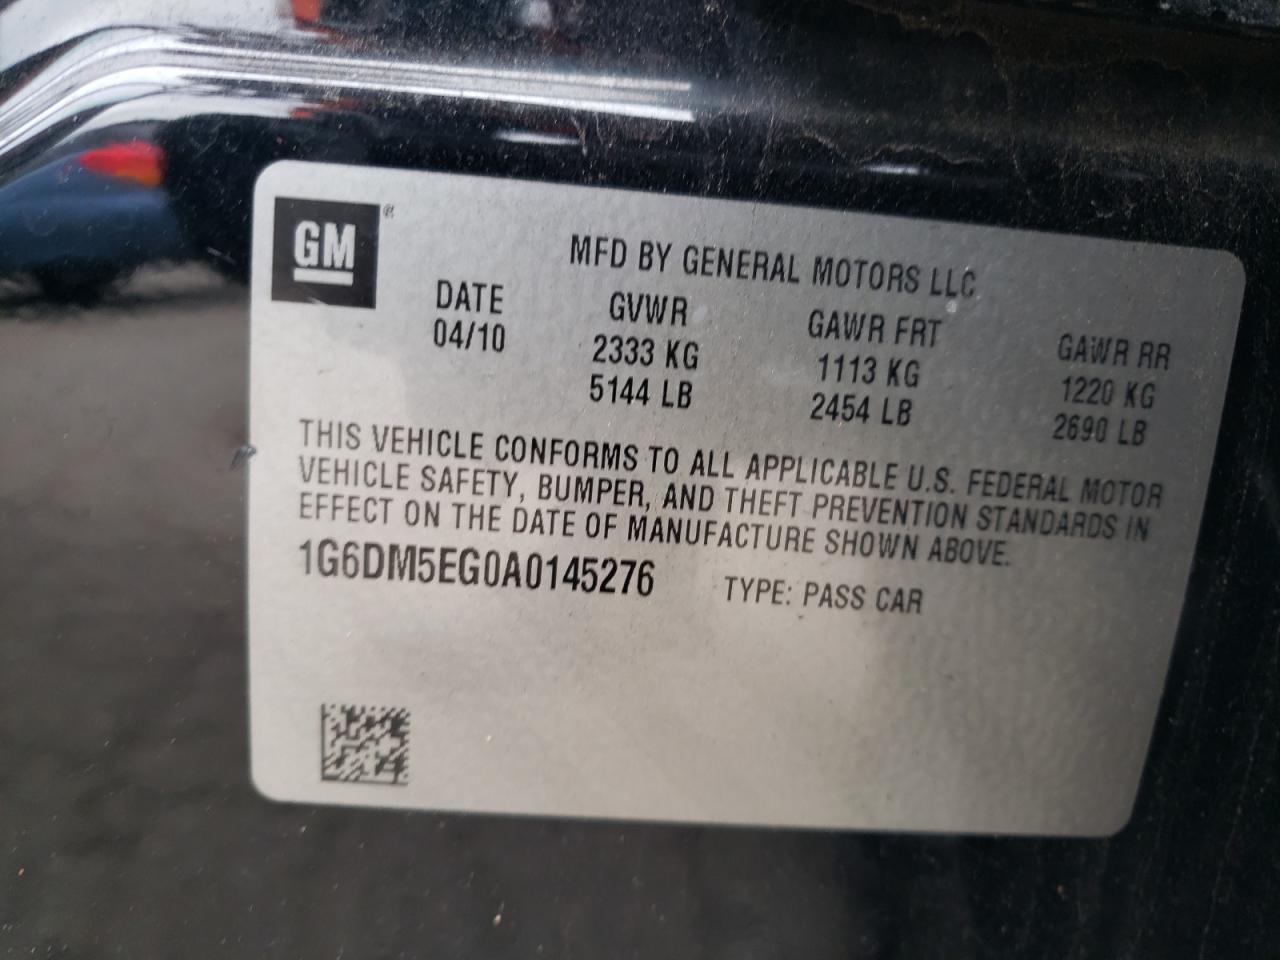 GM®
MFD BY GENERAL MOTORS LLC
DATE GVWR GAWR FRT GAWR RR
04/10 2333 KG 1113 KG 1220 KG
5144 LB 2454 LB 2690 LB
THIS VEHICLE CONFORMS TO ALL APPLICABLE U.S. FEDERAL MOTOR
VEHICLE SAFETY, BUMPER, AND THEFT PREVENTION STANDARDS IN
EFFECT ON THE DATE OF MANUFACTURE SHOWN ABOVE.
1G6DM5EG0A0145276 TYPE: PASS CAR